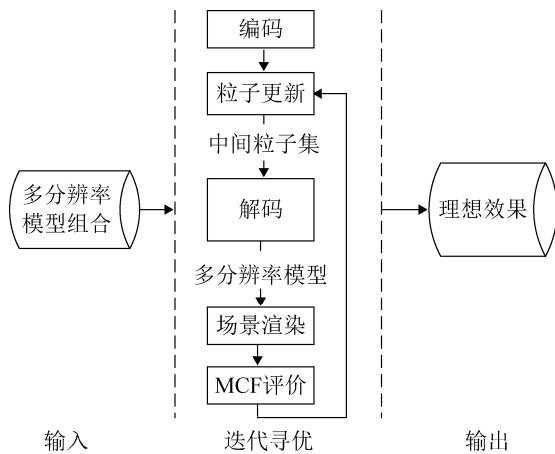 编码
粒子更新
中间粒子集
多分辨率
模型组合
解码
理想效果
多分辨率模型
场景渲染
MCF评价
输入
迭代寻优
输出